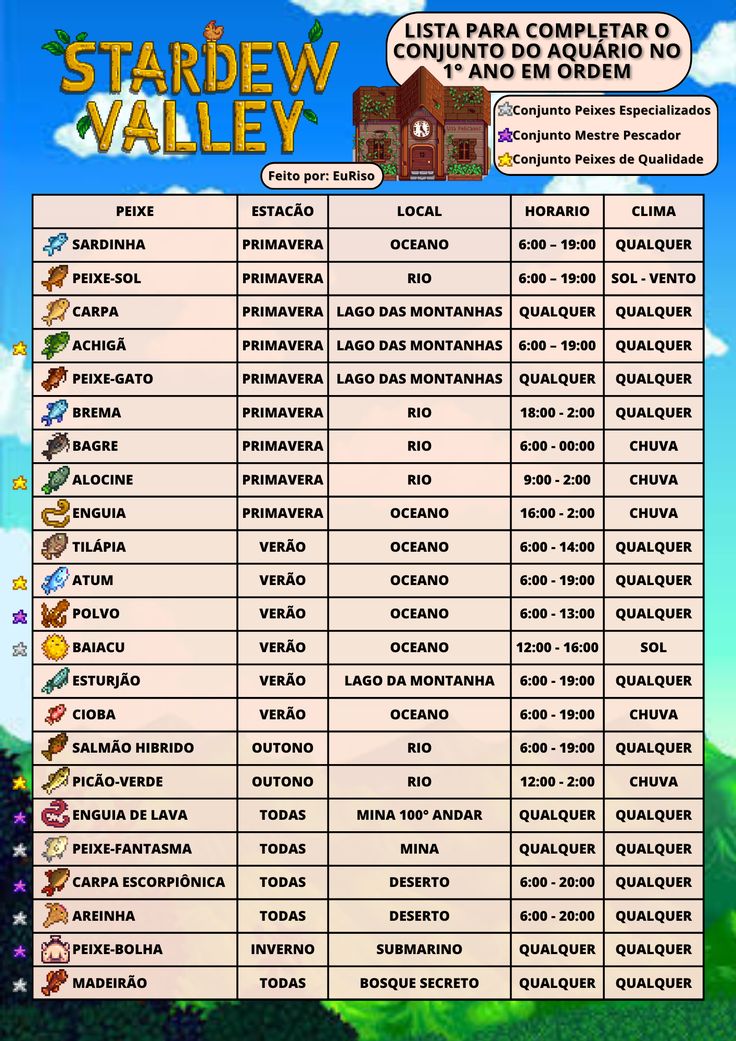 STARDEW
VALLEY
LISTA PARA COMPLETAR O
CONJUNTO DO AQUÁRIO NO
1° ANO EM ORDEM
Conjunto Peixes Especializados
Conjunto Mestre Pescador
Conjunto Peixes de Qualidade
Feito por: EuRiso
PEIXE ESTACÃO LOCAL HORARIO CLIMA
SARDINHA PRIMAVERA OCEANO 6:00 – 19:00 QUALQUER
PEIXE-SOL PRIMAVERA RIO 6:00 – 19:00 SOL - VENTO
CARPA PRIMAVERA LAGO DAS MONTANHAS QUALQUER QUALQUER
ACHIGÃ PRIMAVERA LAGO DAS MONTANHAS 6:00 – 19:00 QUALQUER
PEIXE-GATO PRIMAVERA LAGO DAS MONTANHAS QUALQUER QUALQUER
BREMA PRIMAVERA RIO 18:00 - 2:00 QUALQUER
BAGRE PRIMAVERA RIO 6:00 - 00:00 CHUVA
ALOCINE PRIMAVERA RIO 9:00 - 2:00 CHUVA
ENGUIA PRIMAVERA OCEANO 16:00 - 2:00 CHUVA
TILÁPIA VERÃO OCEANO 6:00 - 14:00 QUALQUER
ATUM VERÃO OCEANO 6:00 - 19:00 QUALQUER
POLVO VERÃO OCEANO 6:00 - 13:00 QUALQUER
BAIACU VERÃO OCEANO 12:00 - 16:00 SOL
ESTURJÃO VERÃO LAGO DA MONTANHA 6:00 - 19:00 QUALQUER
CIOBA VERÃO OCEANO 6:00 - 19:00 CHUVA
SALMÃO HIBRIDO OUTONO RIO 6:00 - 19:00 QUALQUER
PICÃO-VERDE OUTONO RIO 12:00 - 2:00 CHUVA
ENGUIA DE LAVA TODAS MINA 100° ANDAR QUALQUER QUALQUER
PEIXE-FANTASMA TODAS MINA QUALQUER QUALQUER
CARPA ESCORPIÔNICA TODAS DESERTO 6:00 - 20:00 QUALQUER
AREINHA TODAS DESERTO 6:00 - 20:00 QUALQUER
PEIXE-BOLHA INVERNO SUBMARINO QUALQUER QUALQUER
MADEIRÃO TODAS BOSQUE SECRETO QUALQUER QUALQUER